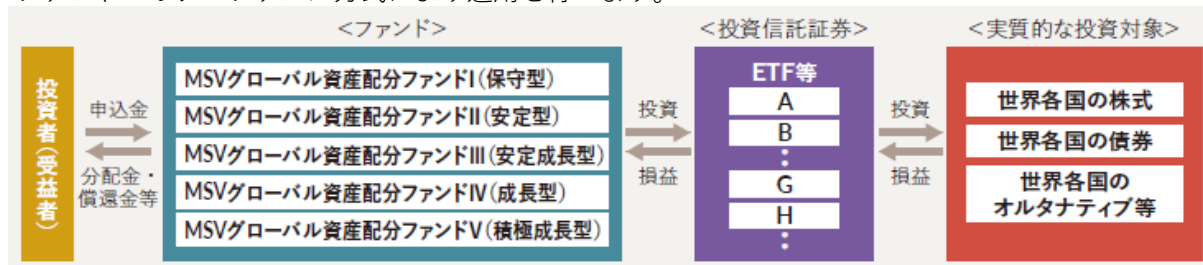 <ファンド>
<投資信託証券>
<実質的な投資対象>
投資者(受益者)
申込金
分配金・
償還金等
MSVグローバル資産配分ファンドI(保守型)
MSVグローバル資産配分ファンドII(安定型)
MSVグローバル資産配分ファンドIII(安定成長型)
MSVグローバル資産配分ファンドIV(成長型)
MSVグローバル資産配分ファンドV(積極成長型)
投資
損益
ETF等
A
B
⋮
G
H
⋮
投資
損益
世界各国の株式
世界各国の債券
世界各国の
オルタナティブ等